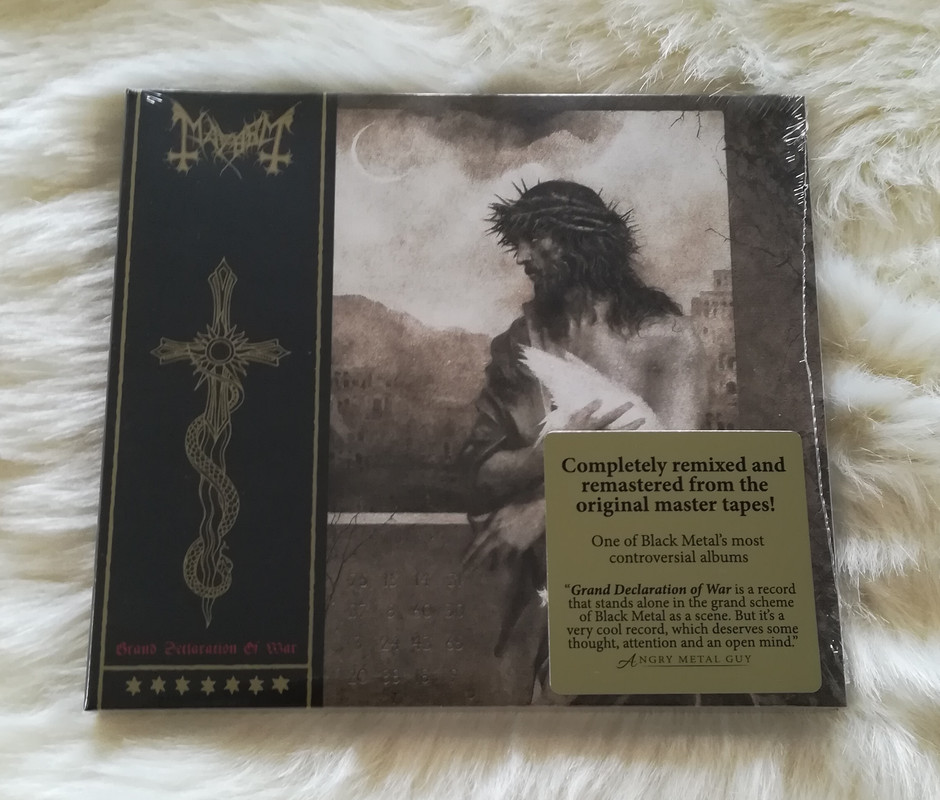 MAYHEM
Grand Declaration Of War
Completely remixed and
remastered from the
original master tapes!
One of Black Metal's most
controversial albums
"Grand Declaration of War is a record
that stands alone in the grand scheme
of Black Metal as a scene. But it's a
very cool record, which deserves some
thought, attention and an open mind."
ANGRY METAL GUY